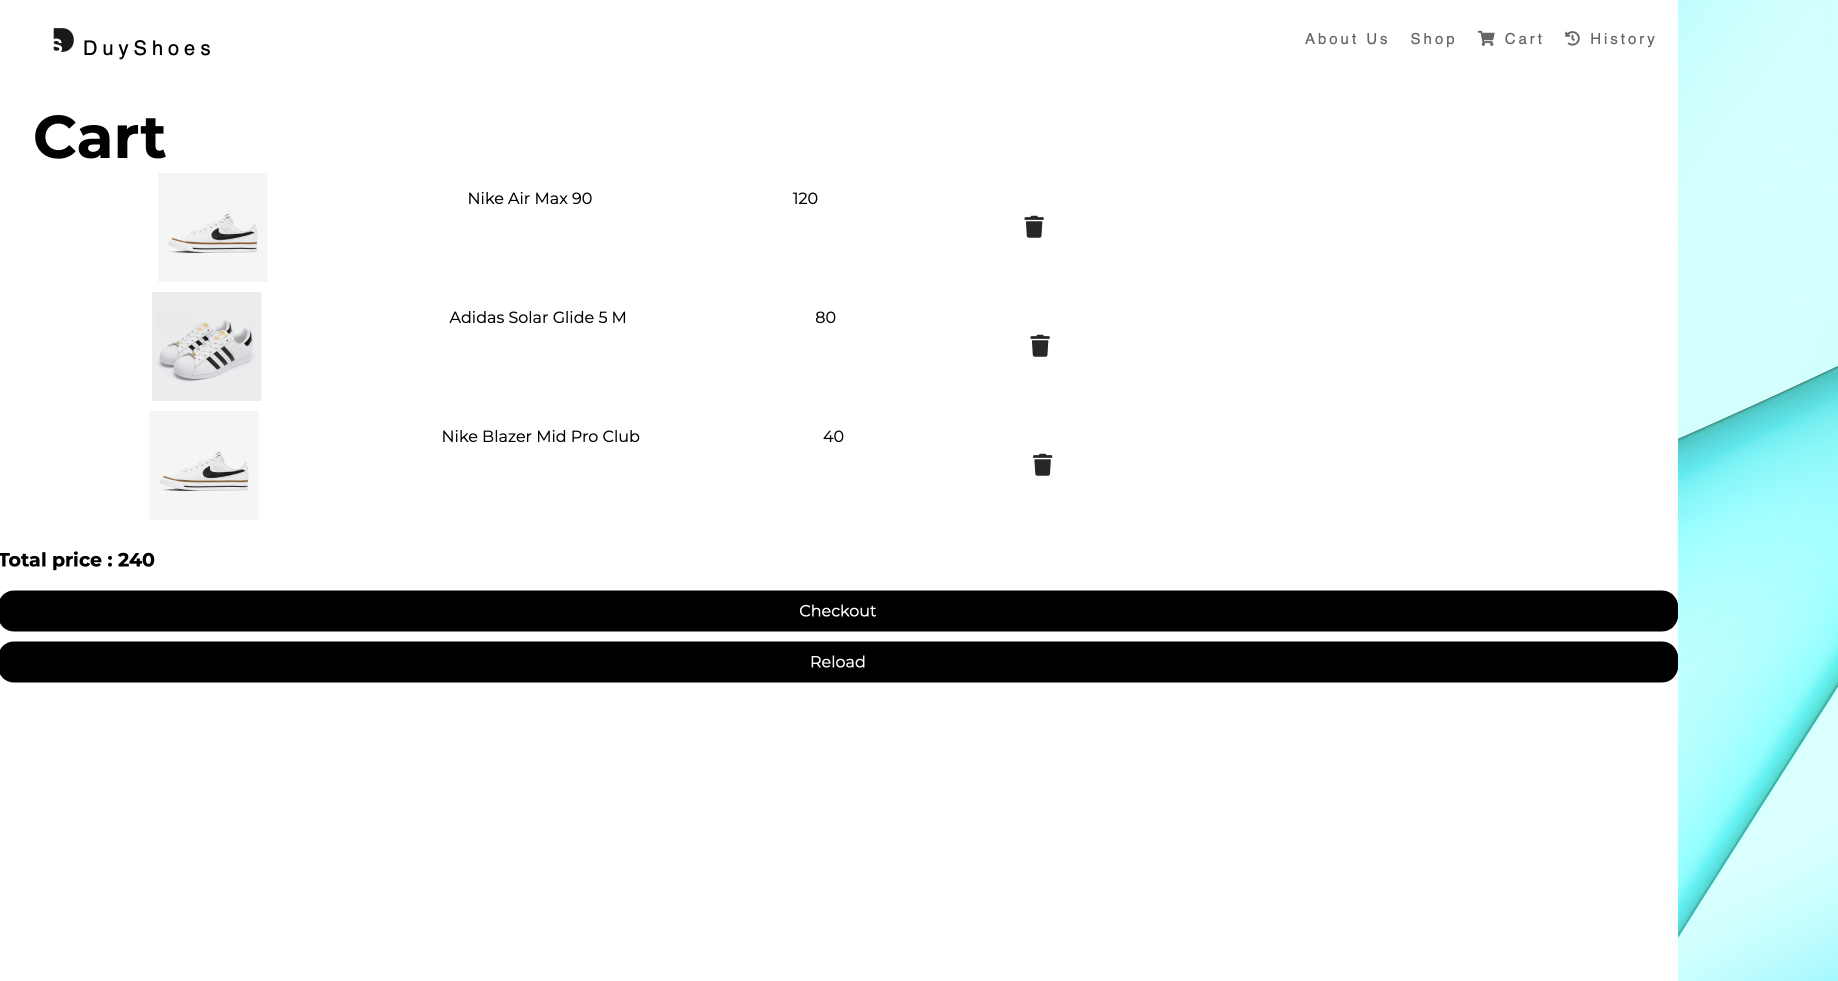 DuyShoes
About Us Shop Cart History
Cart
Nike Air Max 90 120
Adidas Solar Glide 5 M 80
Nike Blazer Mid Pro Club 40
Total price : 240
Checkout
Reload